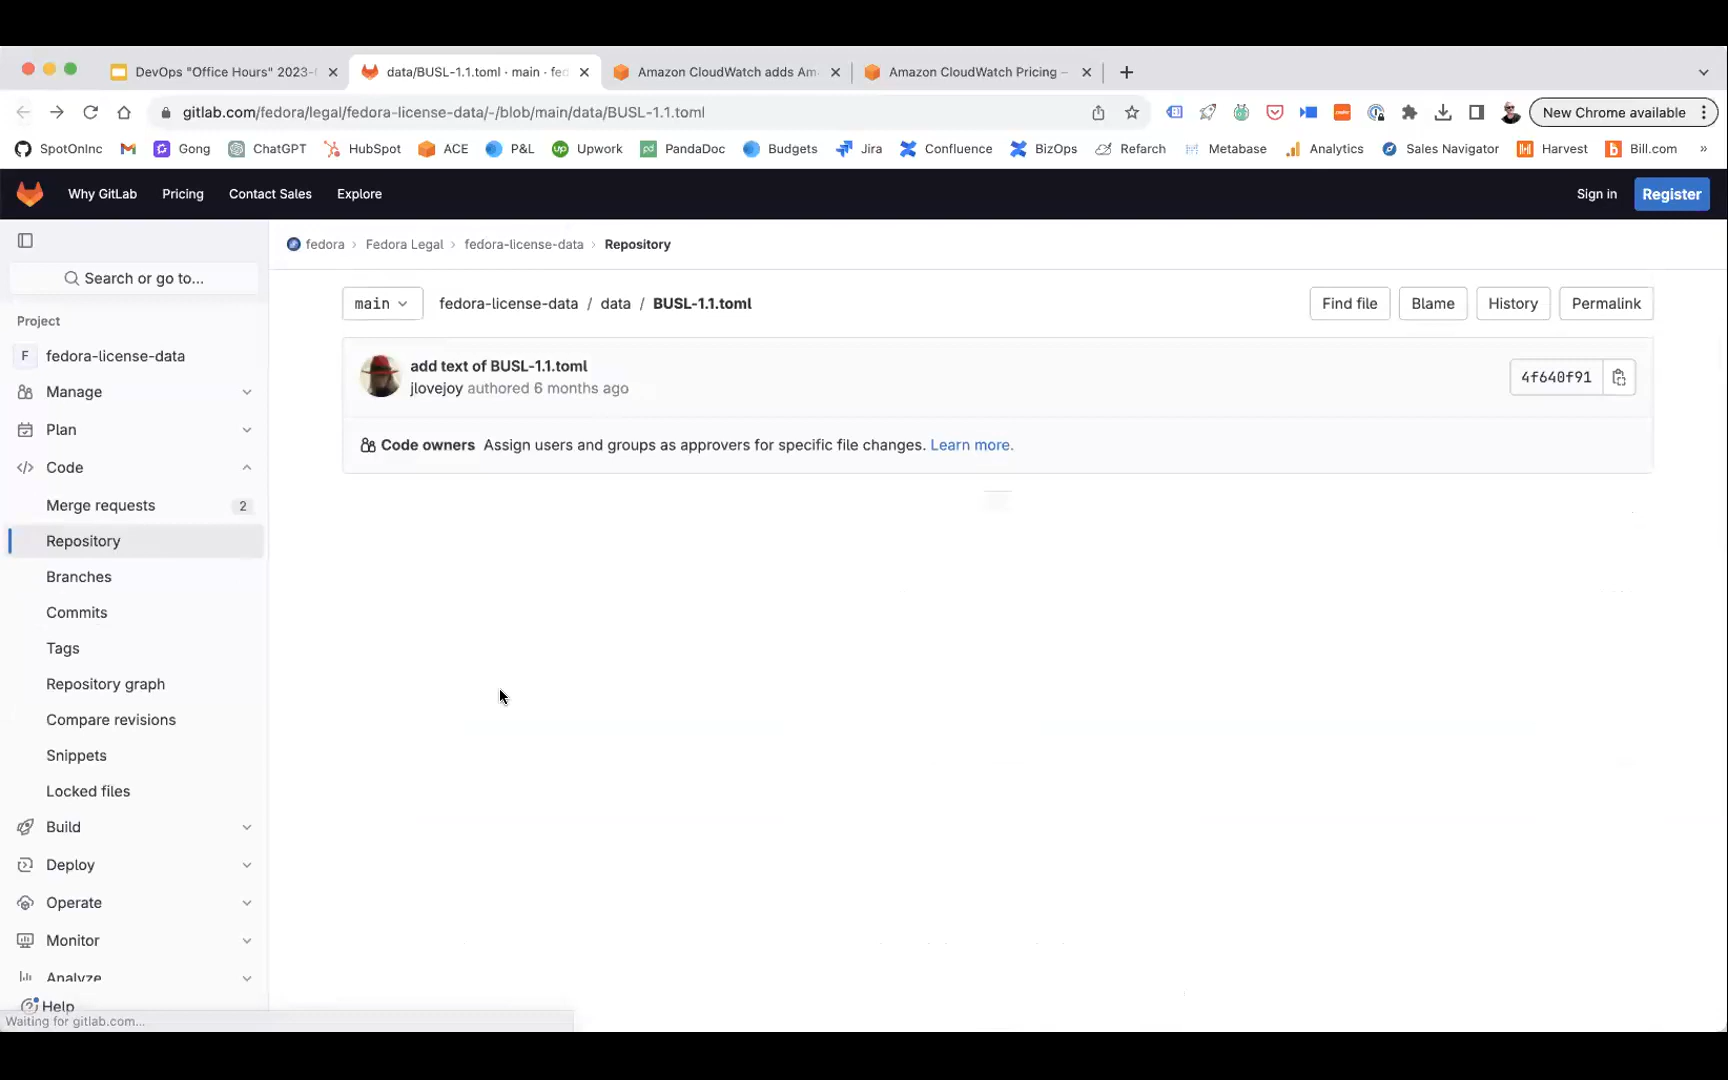 DevOps "Office Hours" 2023-
data/BUSL-1.1.toml · main · fed
Amazon CloudWatch adds Am
Amazon CloudWatch Pricing –
gitlab.com/fedora/legal/fedora-license-data/-/blob/main/data/BUSL-1.1.toml
New Chrome available
SpotOnInc
Gong
ChatGPT
HubSpot
ACE
P&L
Upwork
PandaDoc
Budgets
Jira
Confluence
BizOps
Refarch
Metabase
Analytics
Sales Navigator
Harvest
Bill.com
»
Why GitLab
Pricing
Contact Sales
Explore
Sign in
Register
Search or go to...
Project
F fedora-license-data
Manage
Plan
Code
Merge requests 2
Repository
Branches
Commits
Tags
Repository graph
Compare revisions
Snippets
Locked files
Build
Deploy
Operate
Monitor
Analyze
Help
Waiting for gitlab.com...
fedora › Fedora Legal › fedora-license-data › Repository
main
fedora-license-data / data / BUSL-1.1.toml
Find file
Blame
History
Permalink
add text of BUSL-1.1.toml
jlovejoy authored 6 months ago
4f640f91
Code owners Assign users and groups as approvers for specific file changes. Learn more.